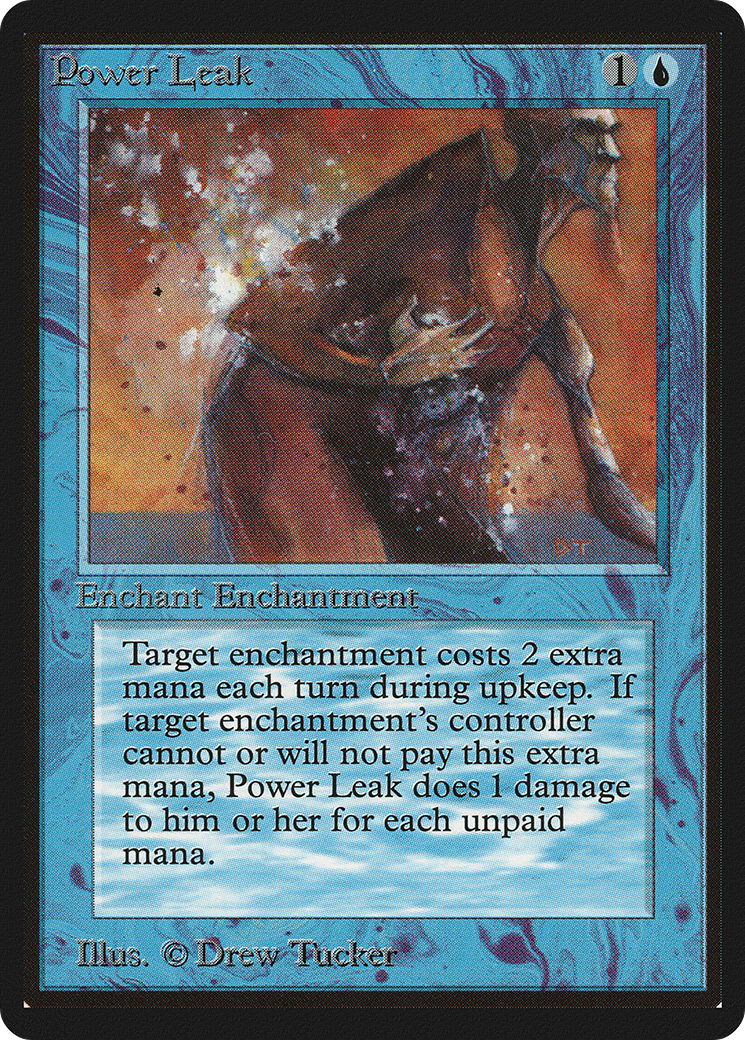 Power Leak
1
D.T
Enchant Enchantment
Target enchantment costs 2 extra
mana each turn during upkeep. If
target enchantment's controller
cannot or will not pay this extra
mana, Power Leak does 1 damage
to him or her for each unpaid
mana.
Illus. © Drew Tucker